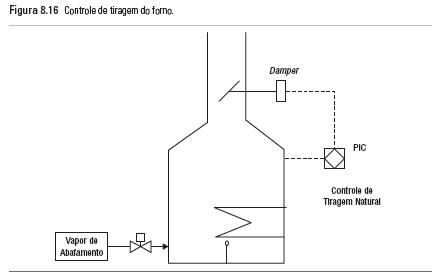 Figura 8.16 Controle de tiragem do forno.
Damper
PIC
Controle de
Tiragem Natural
Vapor de
Abafamento